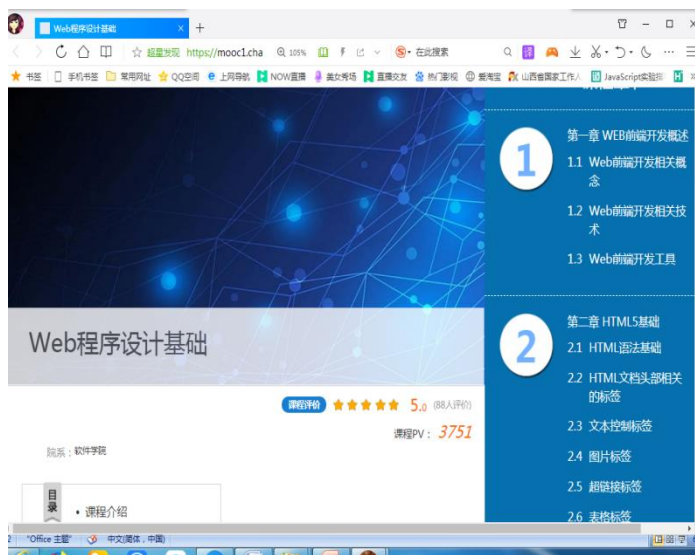 Web程序设计基础
超星发现 https://mooc1.cha 105% 在此搜索
书签 手机书签 常用网址 QQ空间 上网导航 NOW直播 美女秀场 直播交友 热门影视 爱淘宝 山西省国家工作人 JavaScript实验指
1
第一章 WEB前端开发概述
1.1 Web前端开发相关概
念
1.2 Web前端开发相关技
术
1.3 Web前端开发工具
2
第二章 HTML5基础
2.1 HTML语法基础
2.2 HTML文档头部相关
的标签
2.3 文本控制标签
2.4 图片标签
2.5 超链接标签
2.6 表格标签
Web程序设计基础
课程评价 5.0 (88人评价)
课程PV： 3751
院系：软件学院
目录
• 课程介绍
"Office 主题" 中文(简体，中国)